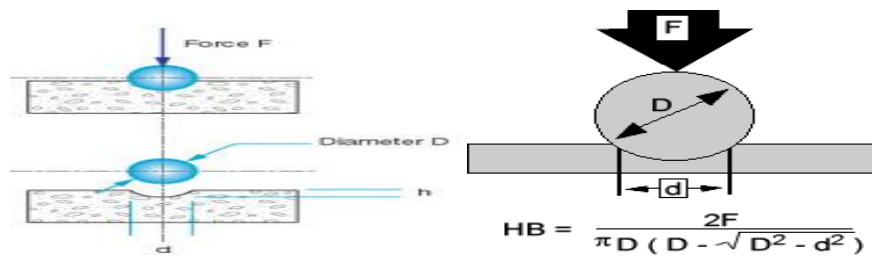 Force F
Diameter D
h
d
F
D
d
HB = 2F / πD (D - √D² - d²)